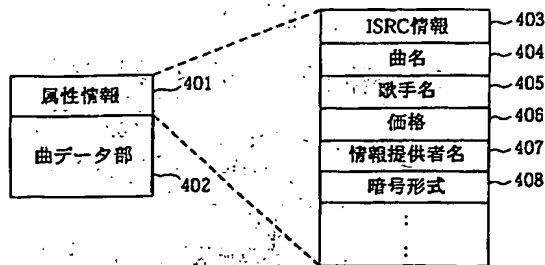 属性情報
401
曲データ部
402
ISRC情報
403
曲名
404
歌手名
405
価格
406
情報提供者名
407
暗号形式
408